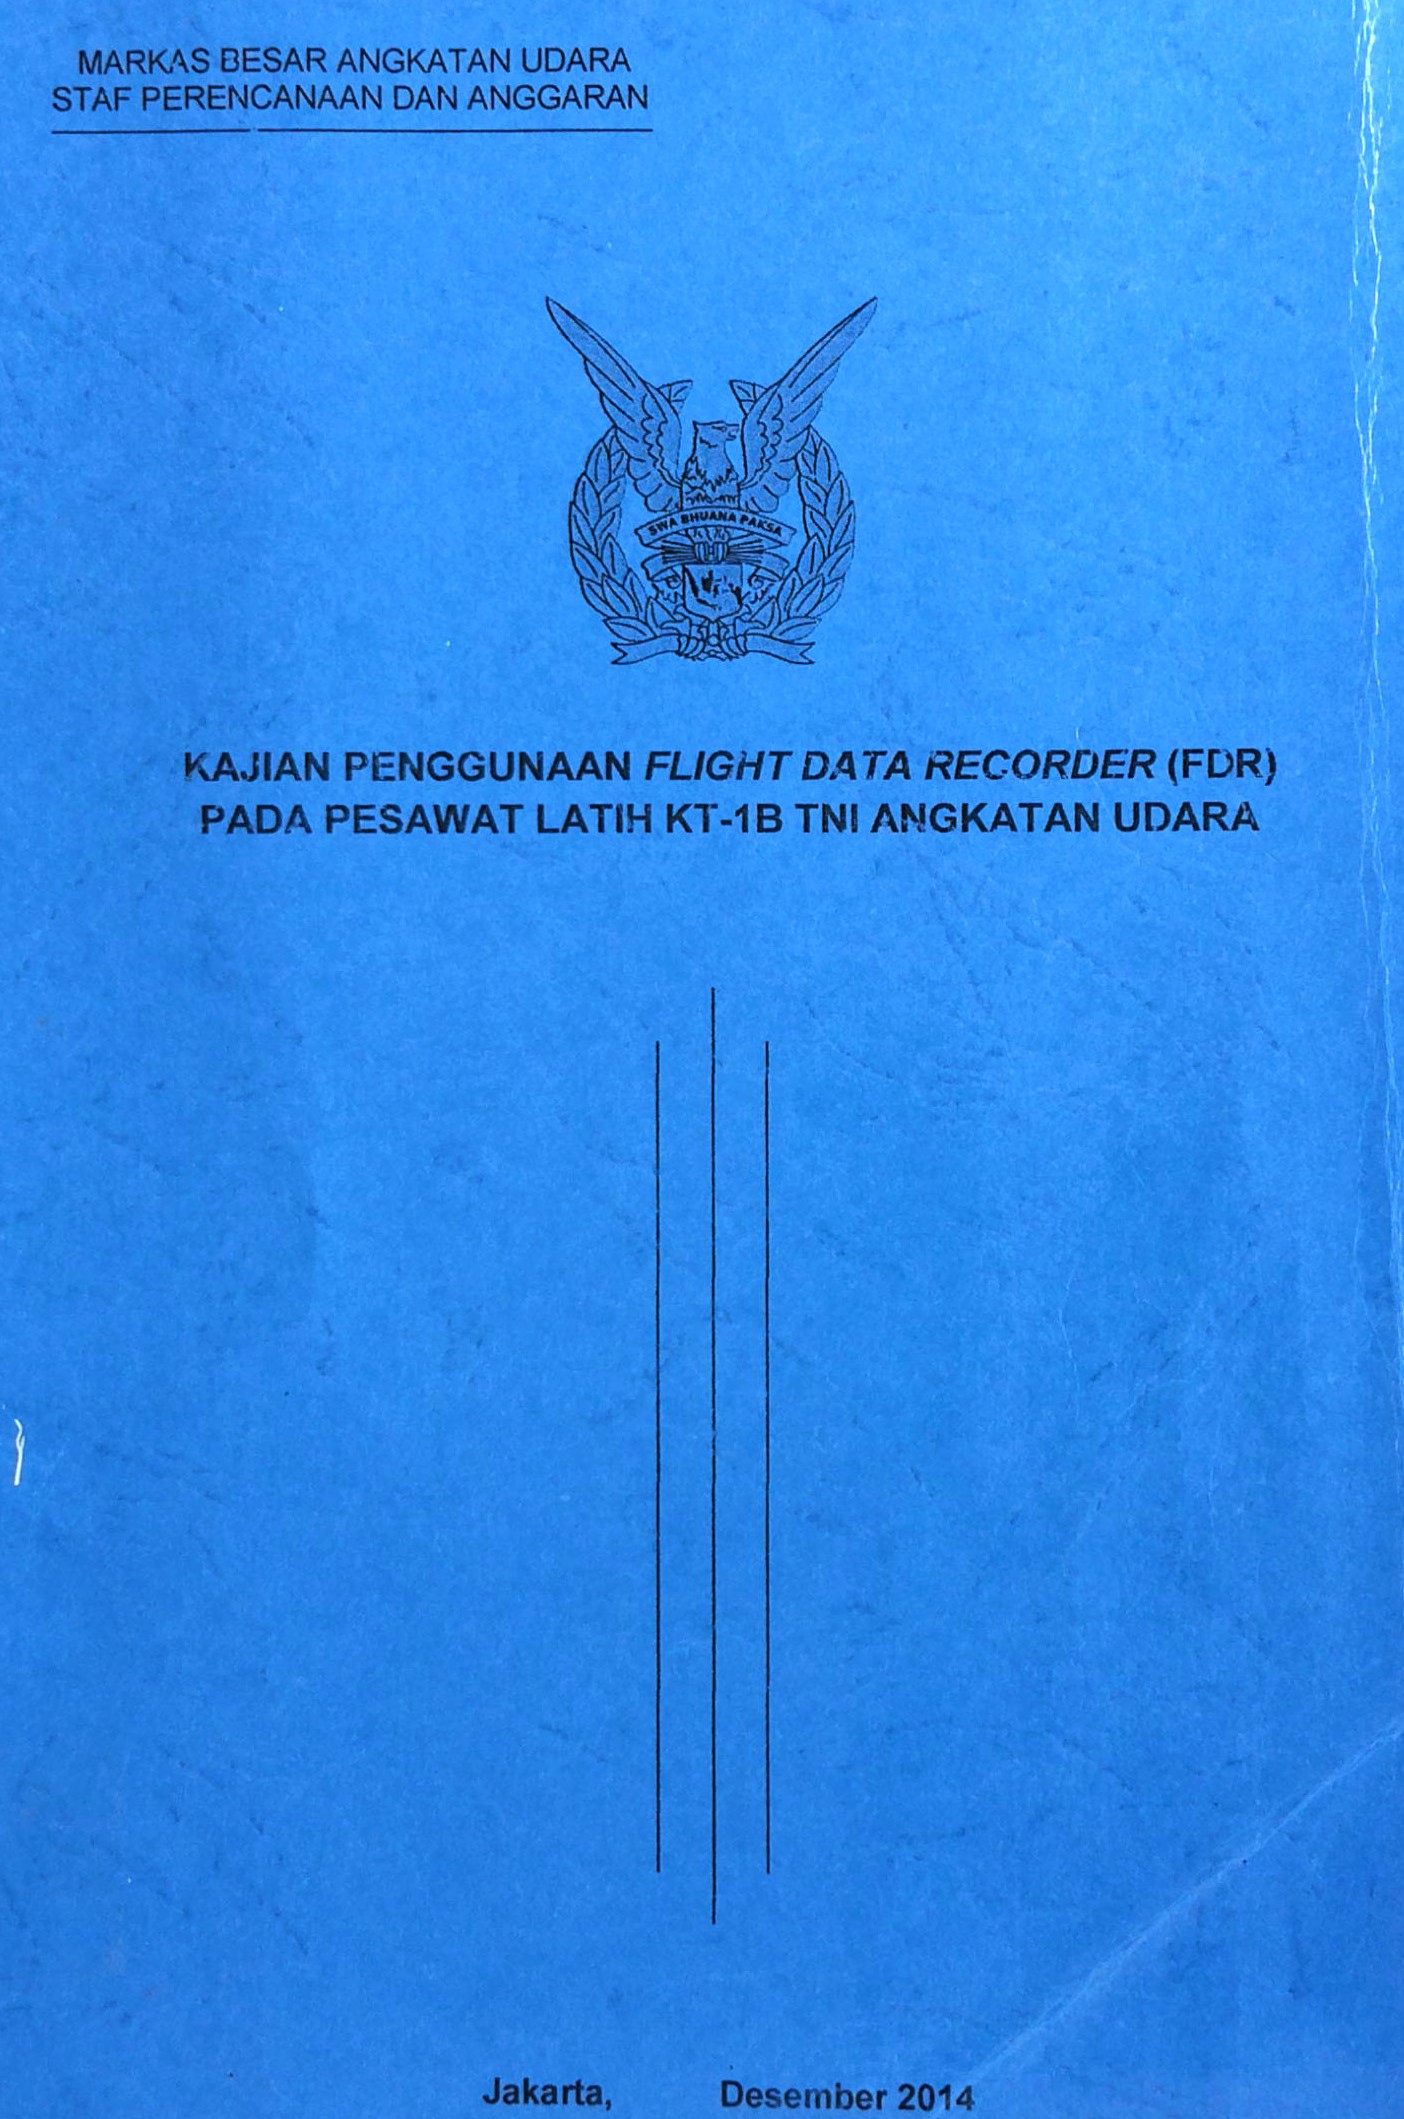 MARKAS BESAR ANGKATAN UDARA
STAF PERENCANAAN DAN ANGGARAN
SWA BHUANA PAKSA
KAJIAN PENGGUNAAN FLIGHT DATA RECORDER (FDR)
PADA PESAWAT LATIH KT-1B TNI ANGKATAN UDARA
Jakarta, Desember 2014